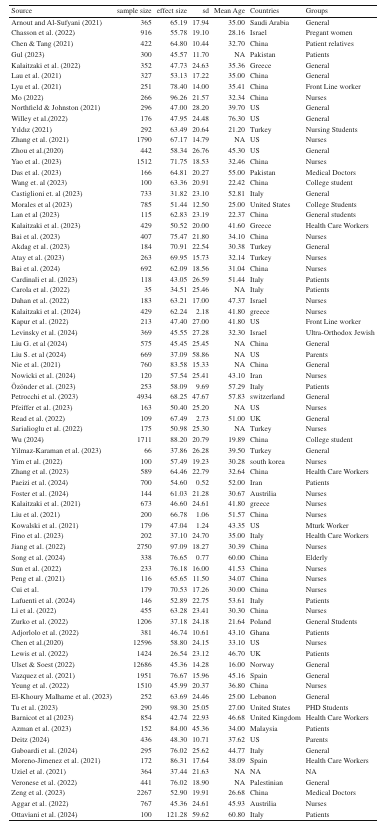 Source sample size effect size sd Mean Age Countries Groups
Arnout and Al-Sufyani (2021) 365 65.19 17.94 35.00 Saudi Arabia General
Chasson et al. (2022) 916 55.78 19.10 28.16 Israel Pregant women
Chen & Tang (2021) 422 64.80 10.44 32.70 China Patient relatives
Gul (2023) 300 45.57 11.70 NA Pakistan Patients
Kalaitzaki et al. (2022) 352 47.73 24.63 35.36 Greece General
Lau et al. (2021) 327 53.13 17.22 35.00 China General
Lyu et al. (2021) 251 78.40 14.00 35.41 China Front Line worker
Mo (2022) 266 96.26 21.57 32.34 China Nurses
Northfield & Johnston (2021) 296 47.00 28.20 39.70 US General
Willey et al.(2022) 176 47.95 24.48 76.30 US General
Yıldız (2021) 292 63.49 20.64 21.20 Turkey Nursing Students
Zhang et al. (2021) 1790 67.17 14.79 NA US Nurses
Zhou et al.(2020) 442 58.34 26.76 45.30 US General
Yao et al. (2023) 1512 71.75 18.53 32.46 China Nurses
Das et al. (2023) 166 64.81 20.27 55.00 Pakistan Medical Doctors
Wang et. al (2023) 100 63.36 20.91 22.42 China College student
Castiglioni et. al (2023) 733 31.82 23.10 52.81 Italy General
Morales et al (2023) 785 51.44 12.50 25.00 United States College Students
Lan et al (2023) 115 62.83 23.19 22.37 China General students
Kalaitzaki et al. (2023) 429 50.52 20.00 41.60 Greece Health Care Workers
Bai et al. (2023) 407 75.47 21.80 34.10 China Nurses
Akdag et al. (2023) 184 70.91 22.54 30.38 Turkey General
Atay et al. (2023) 263 69.95 15.73 32.14 Turkey Nurses
Bai et al. (2024) 692 62.09 18.56 31.04 China Nurses
Cardinali et al. (2023) 118 43.05 26.59 51.44 Italy Patients
Carola et al. (2022) 35 34.51 25.46 NA Italy Patients
Dahan et al. (2022) 183 63.21 17.00 47.37 Israel Nurses
Kalaitzaki et al. (2024) 429 62.24 2.18 41.80 greece Nurses
Kapur et al. (2022) 213 47.40 27.00 41.80 US Front Line worker
Levinsky et al. (2024) 369 45.55 27.28 32.30 Israel Ultra-Orthodox Jewish
Liu G. et al (2024) 575 45.45 25.45 NA China General
Liu S. et al (2024) 669 37.09 58.86 NA US Parents
Nie et al. (2021) 760 83.58 15.33 NA China General
Nowicki et al. (2024) 120 57.54 25.41 43.10 Iran Nurses
Özönder et al. (2023) 253 58.09 9.69 57.29 Italy Patients
Petrocchi et al. (2023) 4934 68.25 47.67 57.83 switzerland General
Pfeiffer et al. (2023) 163 50.40 25.20 NA US Nurses
Read et al. (2022) 109 67.49 2.73 51.00 UK General
Sarialioglu et al. (2022) 175 50.98 25.30 NA Turkey Nurses
Wu (2024) 1711 88.20 20.79 19.89 China College student
Yilmaz-Karaman et al. (2023) 66 37.86 26.28 39.50 Turkey General
Yim et al. (2022) 100 57.49 19.23 30.28 south korea Nurses
Zhang et al. (2023) 589 64.46 22.79 32.64 China Health Care Workers
Pacizi et al. (2024) 700 54.60 0.52 52.00 Iran Patients
Foster et al. (2024) 144 61.03 21.28 30.67 Australia Nurses
Kalaitzaki et al. (2021) 673 46.60 24.61 41.80 greece Nurses
Liu et al. (2021) 200 66.78 1.06 51.57 China Nurses
Kowalski et al. (2021) 179 47.04 1.24 43.35 US Mturk Worker
Fino et al. (2023) 202 37.10 24.70 35.00 Italy Health Care Workers
Jiang et al. (2022) 2750 97.09 18.27 30.39 China Nurses
Song et al. (2024) 338 76.65 0.77 60.00 China Elderly
Sun et al. (2022) 233 76.18 16.00 41.53 China Nurses
Peng et al. (2021) 116 65.65 11.50 34.07 China Nurses
Cui et al. 179 70.53 17.26 30.00 China Nurses
Lafuenti et al. (2024) 146 52.89 22.75 53.61 Italy Patients
Li et al. (2022) 455 63.28 23.41 30.30 China Nurses
Zurko et al. (2022) 1206 37.18 24.18 21.64 Poland General Students
Adjorlolo et al. (2022) 381 46.74 10.61 43.10 Ghana Patients
Chen et al.(2020) 12596 58.80 24.15 33.10 US Nurses
Lewis et al. (2022) 1424 26.54 23.12 46.70 UK Patients
Ulset & Soest (2022) 12686 45.36 14.28 16.00 Norway General
Vazquez et al. (2021) 1951 76.67 15.96 45.16 Spain General
Yeung et al. (2022) 1510 45.99 20.37 36.80 China Nurses
El-Khoury Malhame et al. (2023) 252 63.69 24.46 25.00 Lebanon General
Tu et al. (2023) 290 98.30 25.05 27.00 United States PHD Students
Barnicot et al (2023) 854 42.74 22.93 46.68 United Kingdom Health Care Workers
Azman et al. (2023) 152 84.00 45.36 34.00 Malaysia Patients
Deitz (2024) 436 48.30 10.71 37.62 US Parents
Gaboardi et al. (2024) 295 76.02 25.62 44.77 Italy General
Moreno-Jimenez et al. (2021) 172 86.31 17.64 38.09 Spain Health Care Workers
Uziel et al. (2021) 364 37.44 21.63 NA NA NA
Veronese et al. (2022) 441 76.02 18.90 NA Palestinian General
Zeng et al. (2023) 2267 52.90 19.91 26.68 China Medical Doctors
Aggar et al. (2022) 767 45.36 24.61 45.93 Austrilia Nurses
Ottaviani et al. (2024) 100 121.28 59.62 60.80 Italy Patients